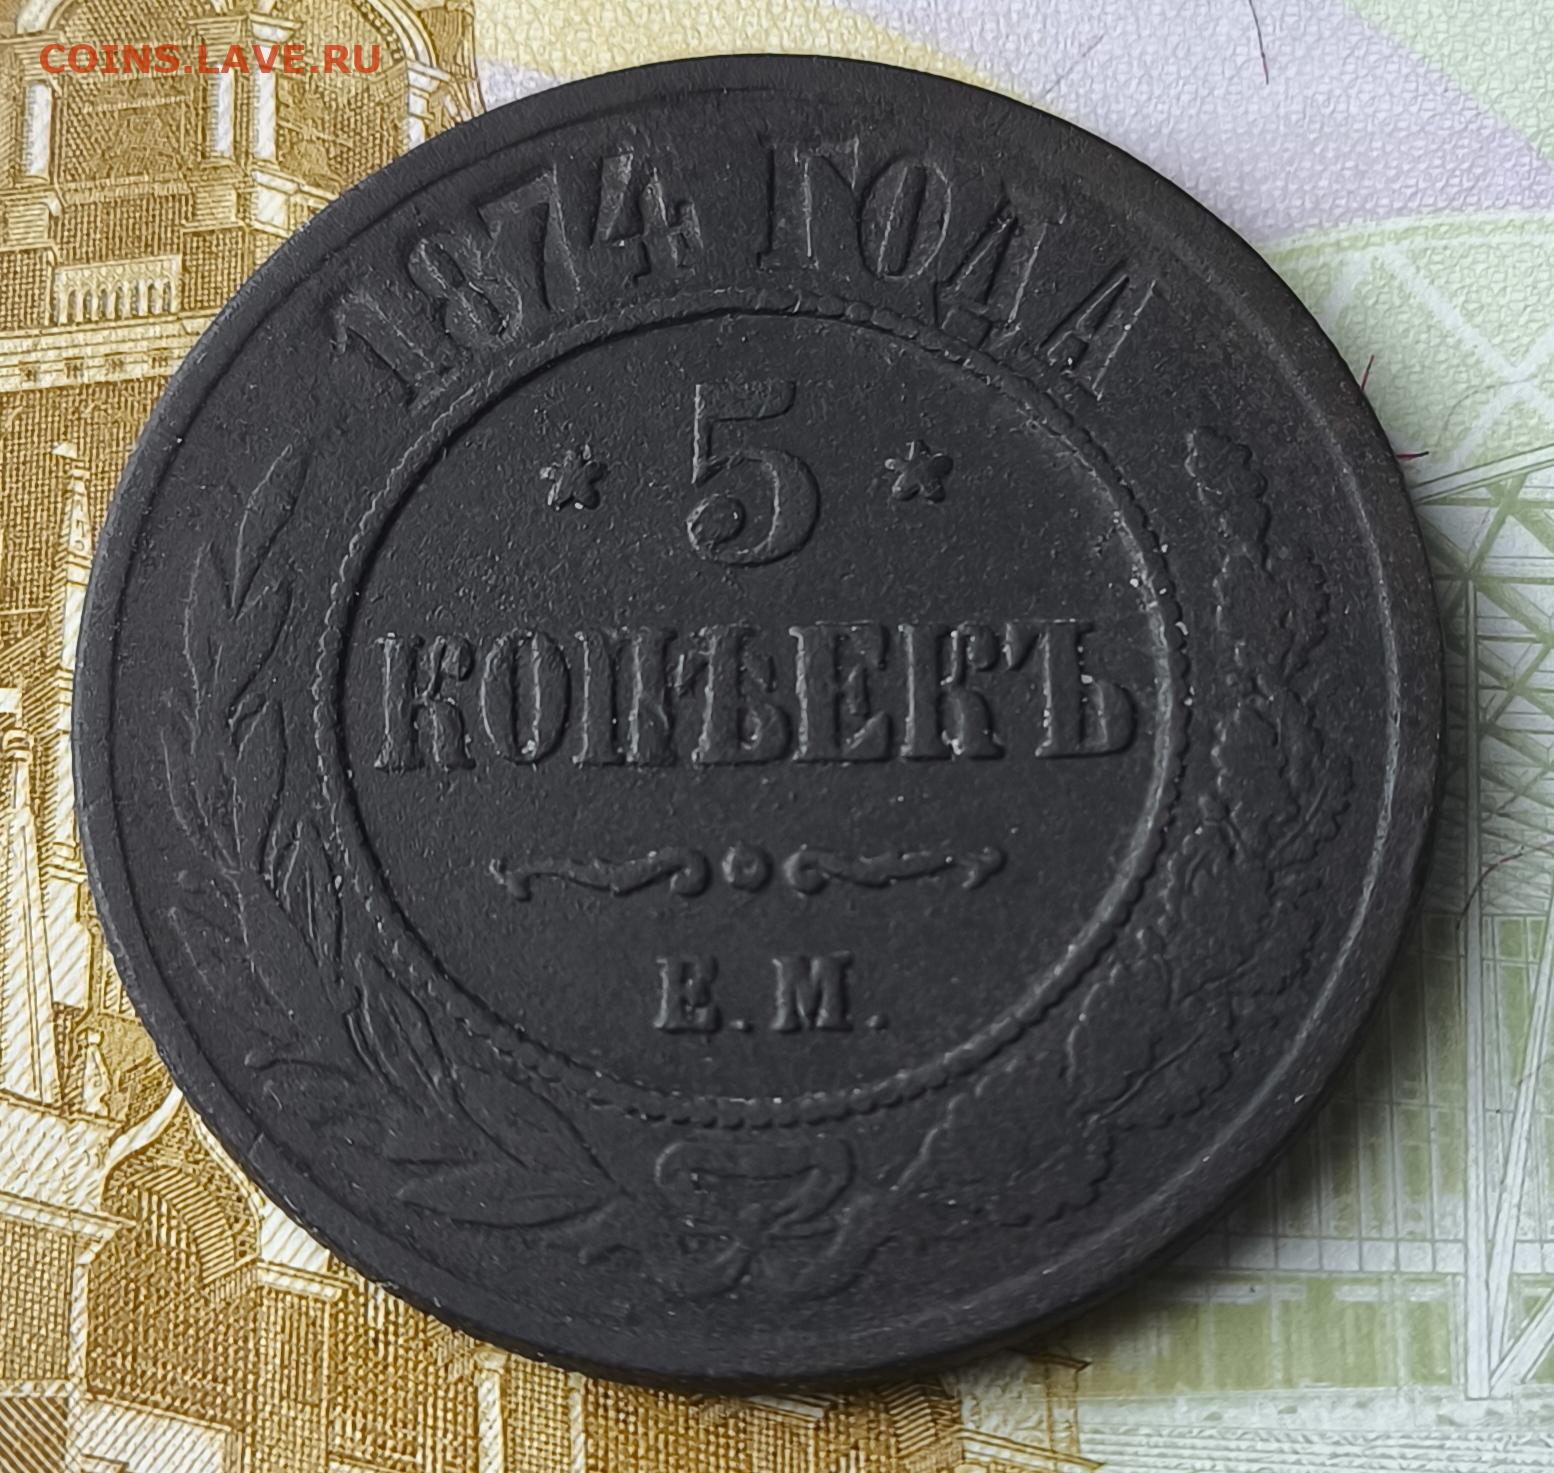 COINS.LAVE.RU
1874 ГОДА
5
КОПѢЕКЪ
Е.М.